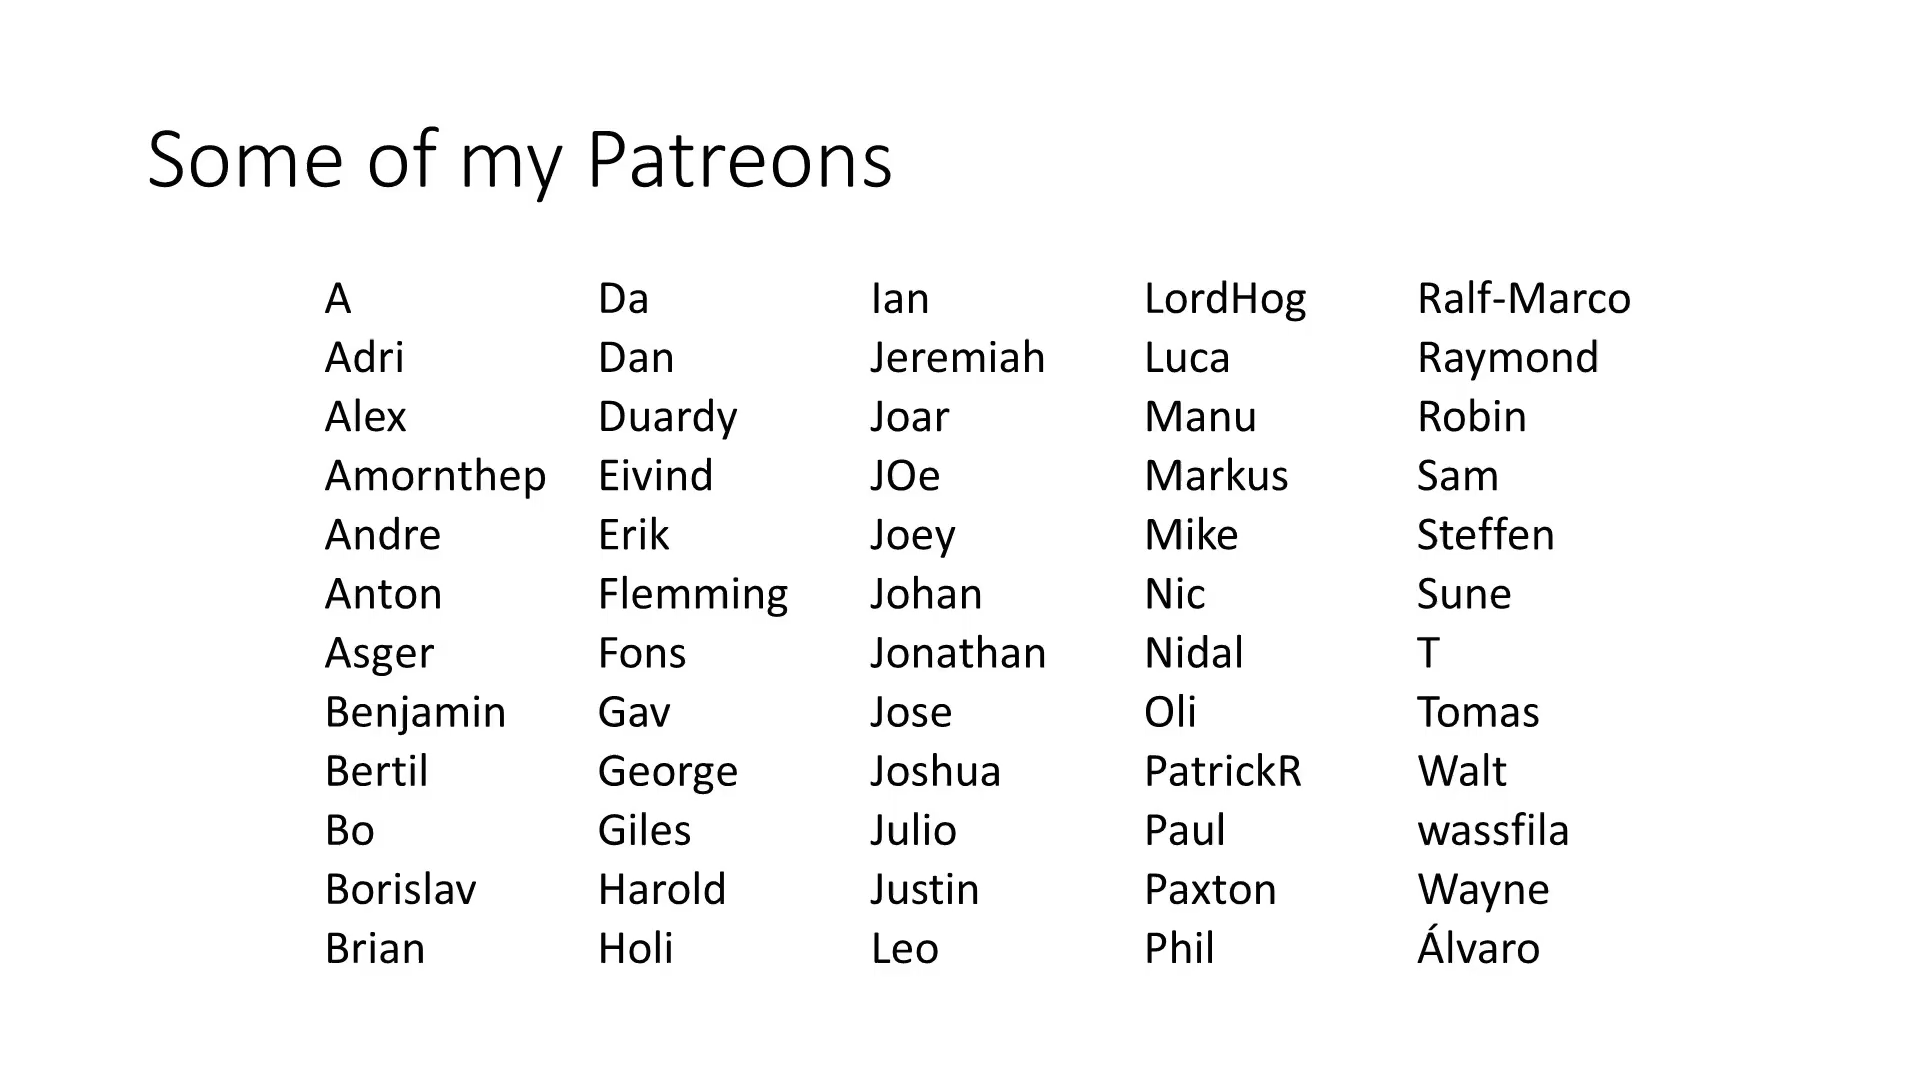 Some of my Patreons
A
Adri
Alex
Amornthep
Andre
Anton
Asger
Benjamin
Bertil
Bo
Borislav
Brian
Da
Dan
Duardy
Eivind
Erik
Flemming
Fons
Gav
George
Giles
Harold
Holi
Ian
Jeremiah
Joar
JOe
Joey
Johan
Jonathan
Jose
Joshua
Julio
Justin
Leo
LordHog
Luca
Manu
Markus
Mike
Nic
Nidal
Oli
PatrickR
Paul
Paxton
Phil
Ralf-Marco
Raymond
Robin
Sam
Steffen
Sune
T
Tomas
Walt
wassfila
Wayne
Álvaro